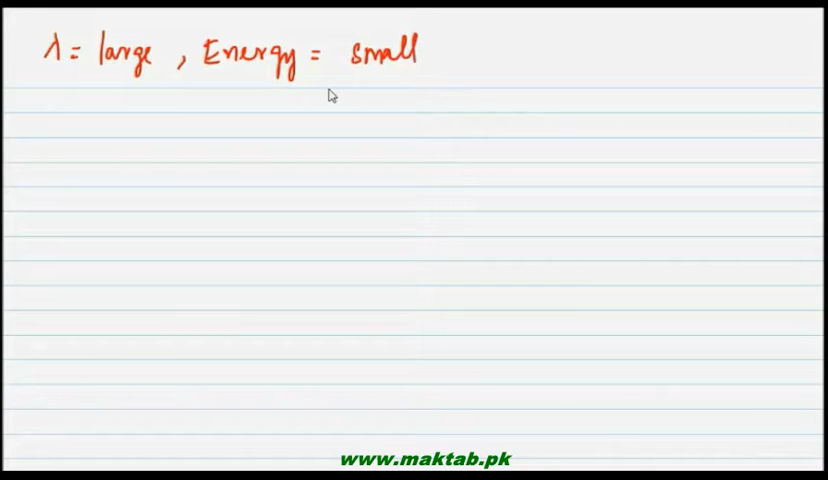 λ = large , Energy = small
www.maktab.pk